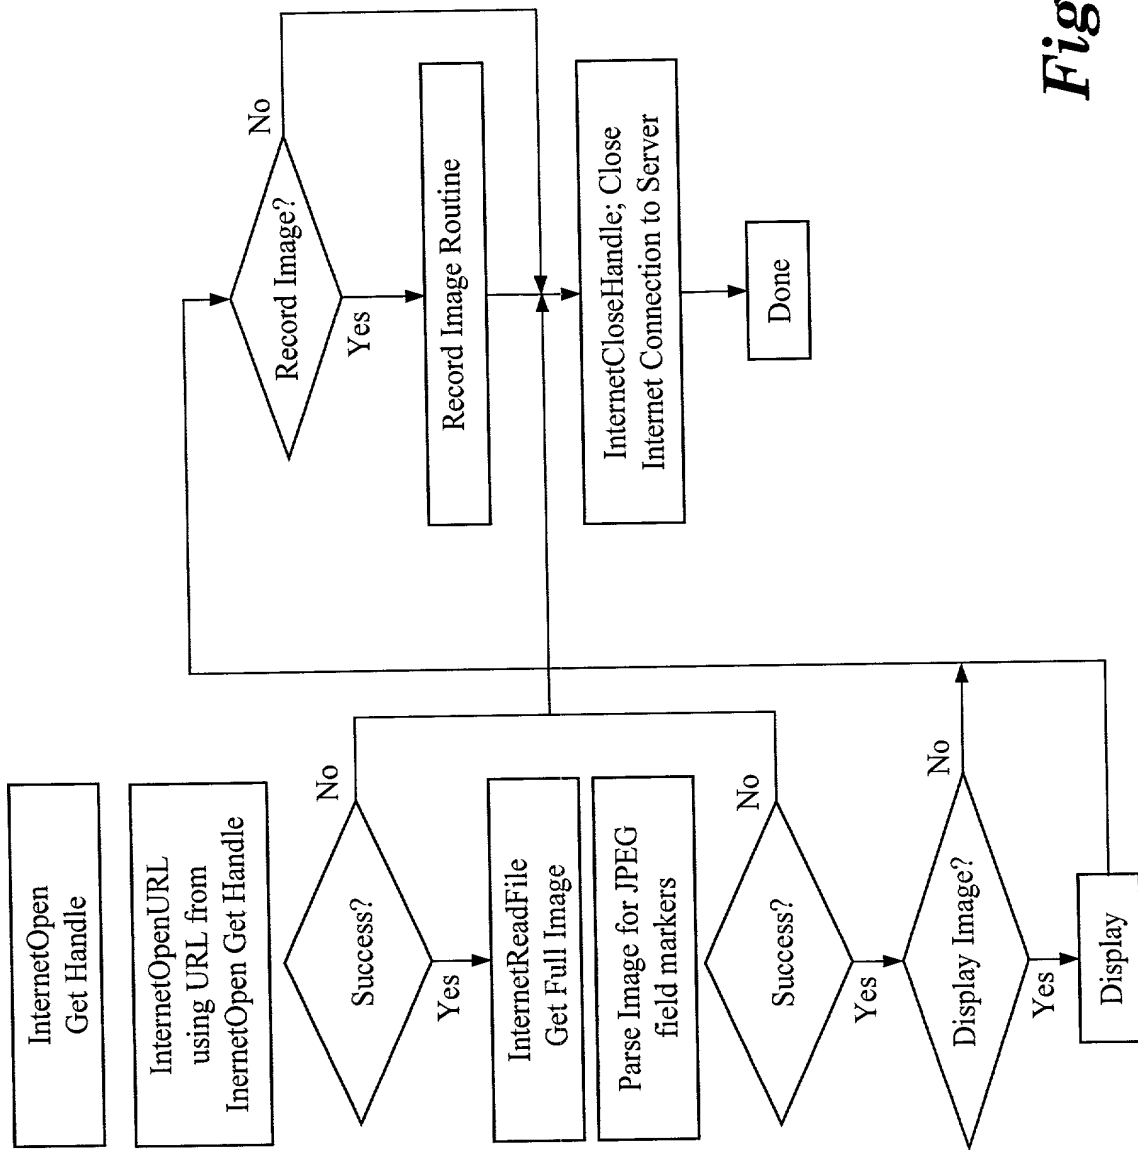 InternetOpen
Get Handle
InternetOpenURL
using URL from
InernetOpen Get Handle
Success?
No
Yes
InternetReadFile
Get Full Image
Parse Image for JPEG
field markers
Success?
No
Yes
Display Image?
No
Yes
Display
Record Image?
No
Yes
Record Image Routine
InternetCloseHandle; Close
Internet Connection to Server
Done
Fig